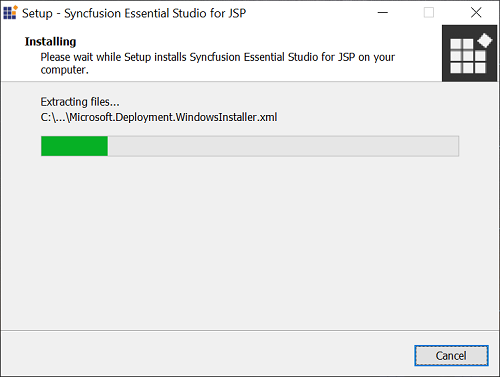 Setup - Syncfusion Essential Studio for JSP
Installing
Please wait while Setup installs Syncfusion Essential Studio for JSP on your
computer.
Extracting files...
C:\...\Microsoft.Deployment.WindowsInstaller.xml
Cancel